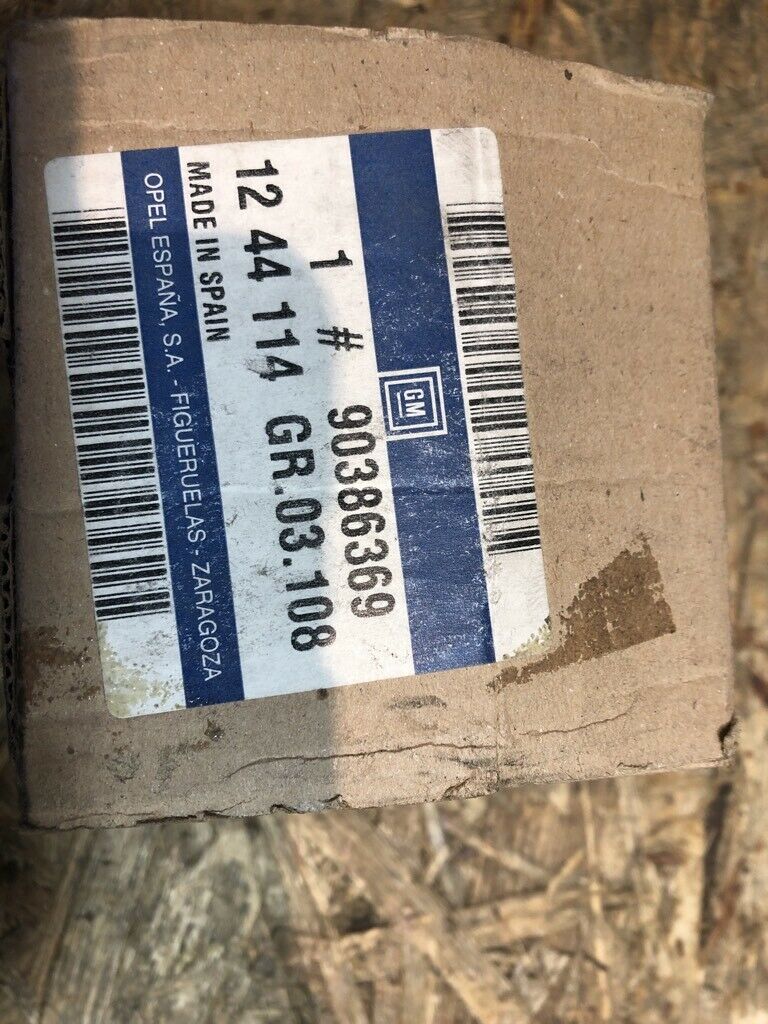 GM
1 # 90386369
12 44 114 GR.03.108
MADE IN SPAIN
OPEL ESPAÑA, S.A. - FIGUERUELAS - ZARAGOZA